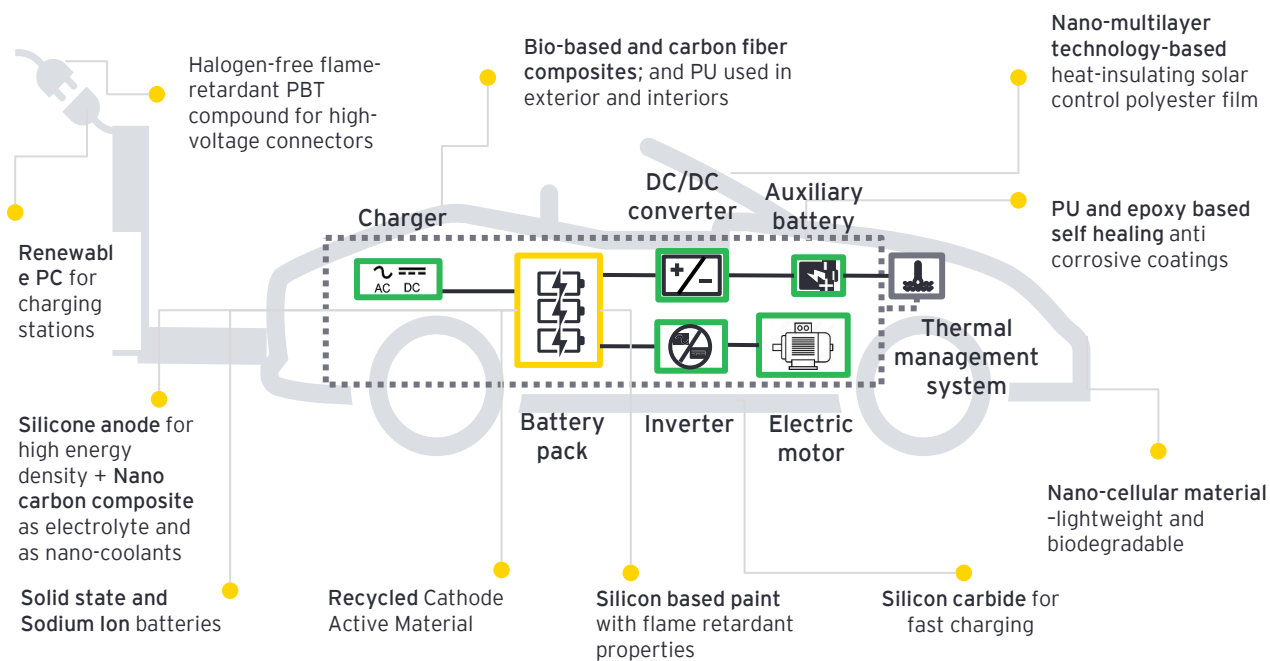 Halogen-free flame-
retardant PBT
compound for high-
voltage connectors
Bio-based and carbon fiber
composites; and PU used in
exterior and interiors
Nano-multilayer
technology-based
heat-insulating solar
control polyester film
Renewabl
e PC for
charging
stations
Charger
DC/DC
converter
Auxiliary
battery
PU and epoxy based
self healing anti
corrosive coatings
AC DC
+ −
Thermal
management
system
Battery
pack
Inverter
Electric
motor
Silicone anode for
high energy
density + Nano
carbon composite
as electrolyte and
as nano-coolants
Nano-cellular material
–lightweight and
biodegradable
Solid state and
Sodium Ion batteries
Recycled Cathode
Active Material
Silicon based paint
with flame retardant
properties
Silicon carbide for
fast charging